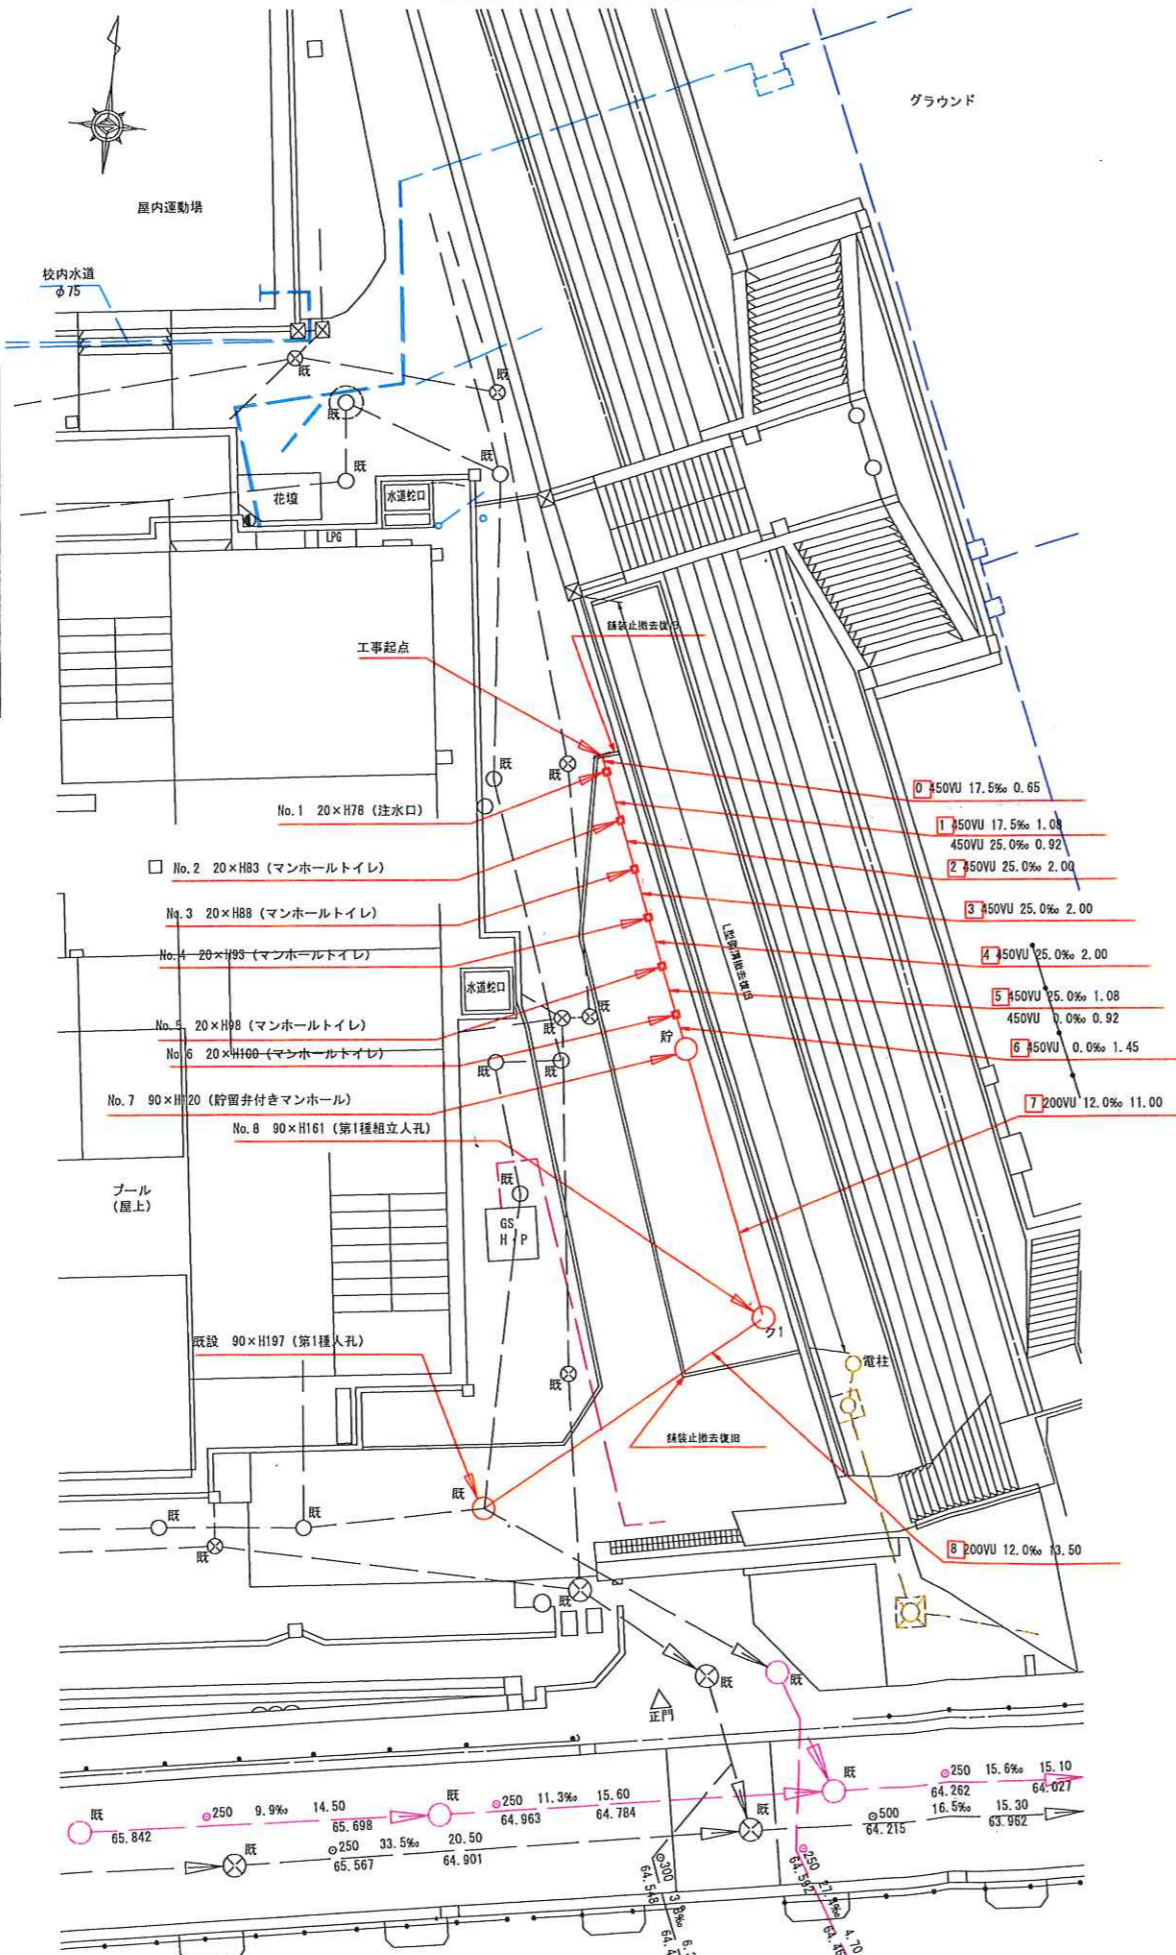 グラウンド
屋内運動場
校内水道
φ75
既
既
既
既
既
花壇
水道蛇口
LPG
舗装止撤去復旧
工事起点
既
既
No.1 20×H78 (注水口)
No.2 20×H83 (マンホールトイレ)
No.3 20×H88 (マンホールトイレ)
No.4 20×H93 (マンホールトイレ)
No.5 20×H98 (マンホールトイレ)
No.6 20×H100 (マンホールトイレ)
No.7 90×H120 (貯留弁付きマンホール)
No.8 90×H161 (第1種組立人孔)
0 450VU 17.5‰ 0.65
1 450VU 17.5‰ 1.08
450VU 25.0‰ 0.92
2 450VU 25.0‰ 2.00
3 450VU 25.0‰ 2.00
4 450VU 25.0‰ 2.00
5 450VU 25.0‰ 1.08
450VU 0.0‰ 0.92
6 450VU 0.0‰ 1.45
7 200VU 12.0‰ 11.00
L型側溝撤去復旧
水道蛇口
既
既
貯
既
既
プール
(屋上)
既
GS
H・P
ク1
既設 90×H197 (第1種人孔)
電柱
既
舗装止撤去復旧
既
既
既
既
8 200VU 12.0‰ 13.50
既
既
既
正門
既
250 9.9‰ 14.50
65.842 65.698
既
250 11.3‰ 15.60
64.963 64.784
既
250 15.6‰ 15.10
64.262 64.027
既
250 33.5‰ 20.50
65.567 64.901
既
500 16.5‰ 15.30
64.215 63.962
300
64.548
250
64.592
4.70